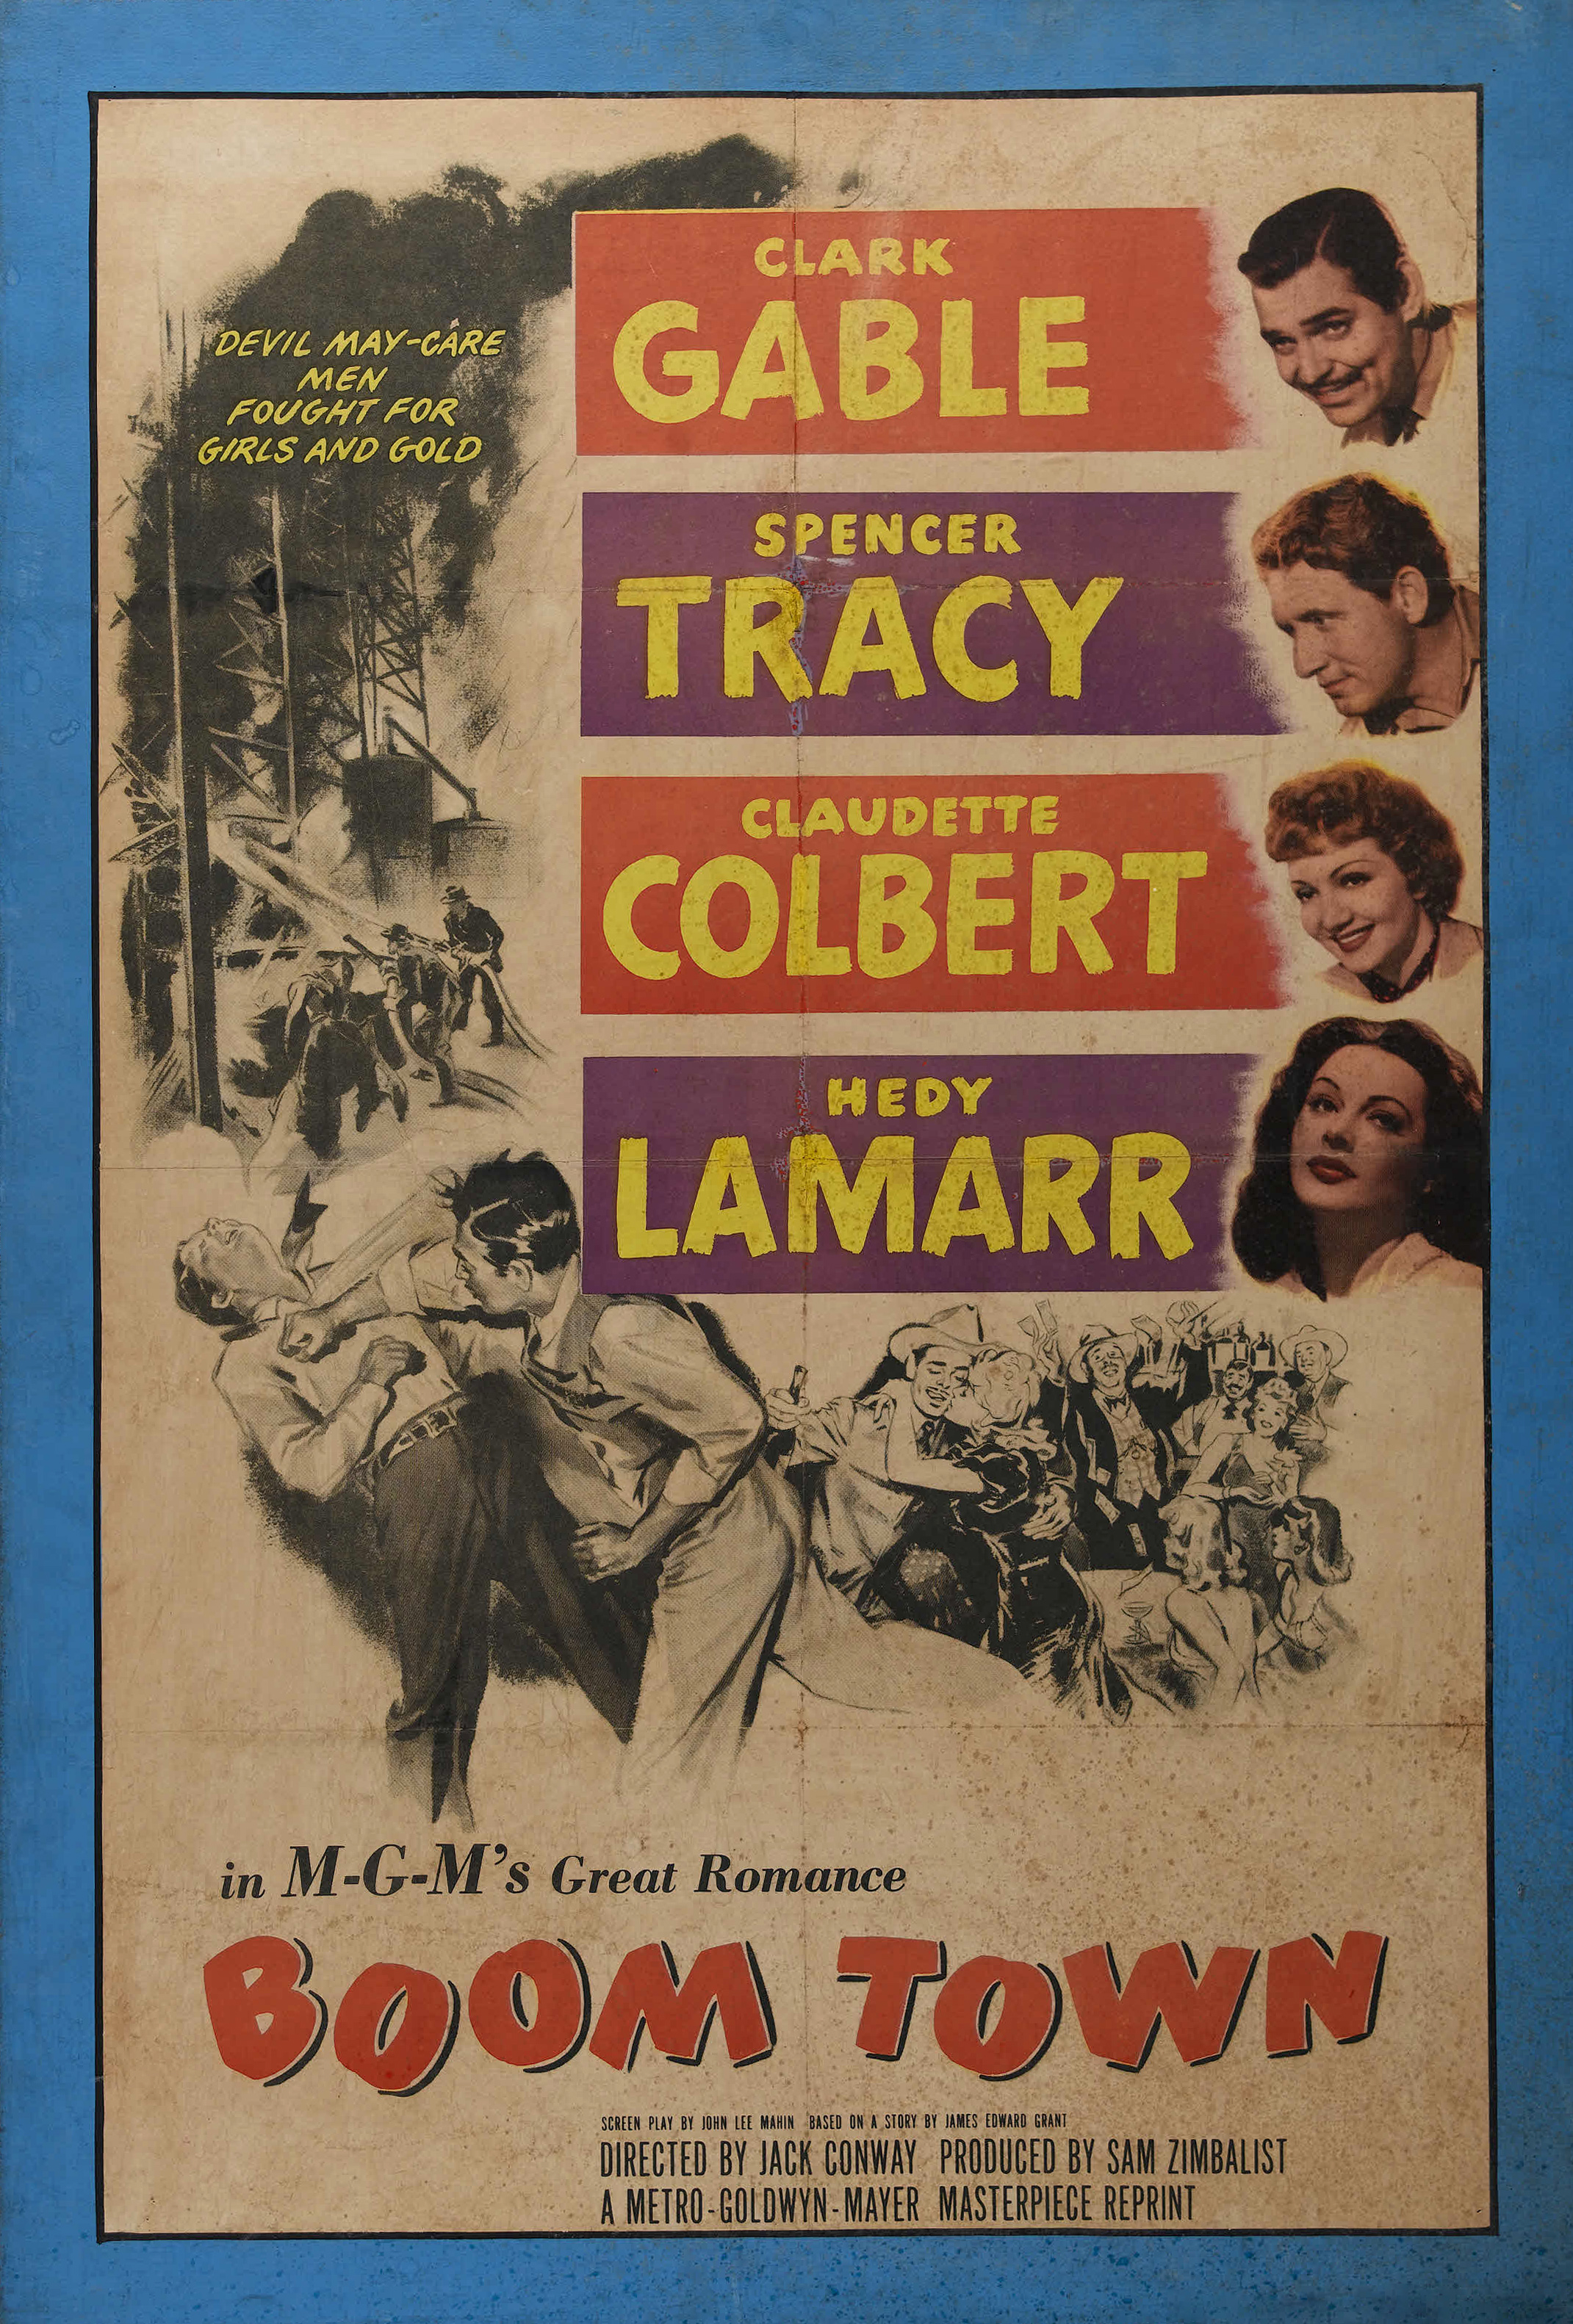 DEVIL MAY-CARE
MEN
FOUGHT FOR
GIRLS AND GOLD
CLARK
GABLE
SPENCER
TRACY
CLAUDETTE
COLBERT
HEDY
LAMARR
in M-G-M's Great Romance
BOOM TOWN
SCREEN PLAY BY JOHN LEE MAHIN BASED ON A STORY BY JAMES EDWARD GRANT
DIRECTED BY JACK CONWAY PRODUCED BY SAM ZIMBALIST
A METRO-GOLDWYN-MAYER MASTERPIECE REPRINT